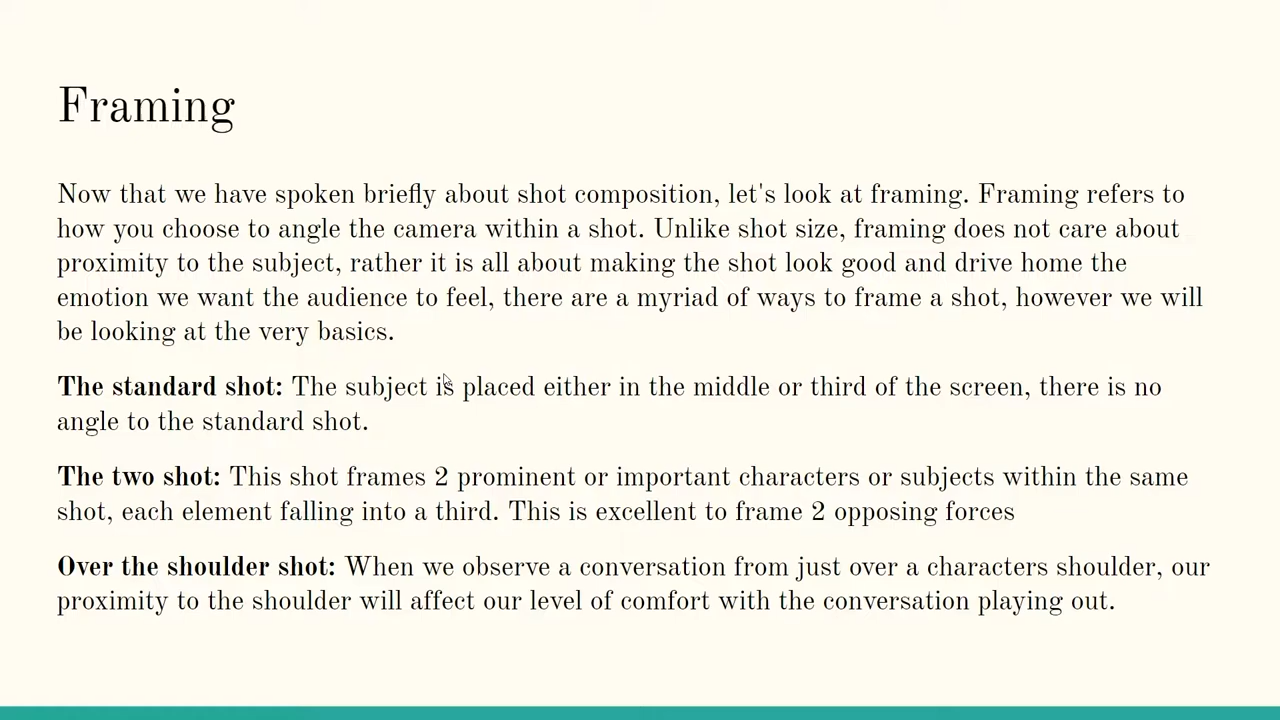 Framing
Now that we have spoken briefly about shot composition, let's look at framing. Framing refers to
how you choose to angle the camera within a shot. Unlike shot size, framing does not care about
proximity to the subject, rather it is all about making the shot look good and drive home the
emotion we want the audience to feel, there are a myriad of ways to frame a shot, however we will
be looking at the very basics.
The standard shot: The subject is placed either in the middle or third of the screen, there is no
angle to the standard shot.
The two shot: This shot frames 2 prominent or important characters or subjects within the same
shot, each element falling into a third. This is excellent to frame 2 opposing forces
Over the shoulder shot: When we observe a conversation from just over a characters shoulder, our
proximity to the shoulder will affect our level of comfort with the conversation playing out.